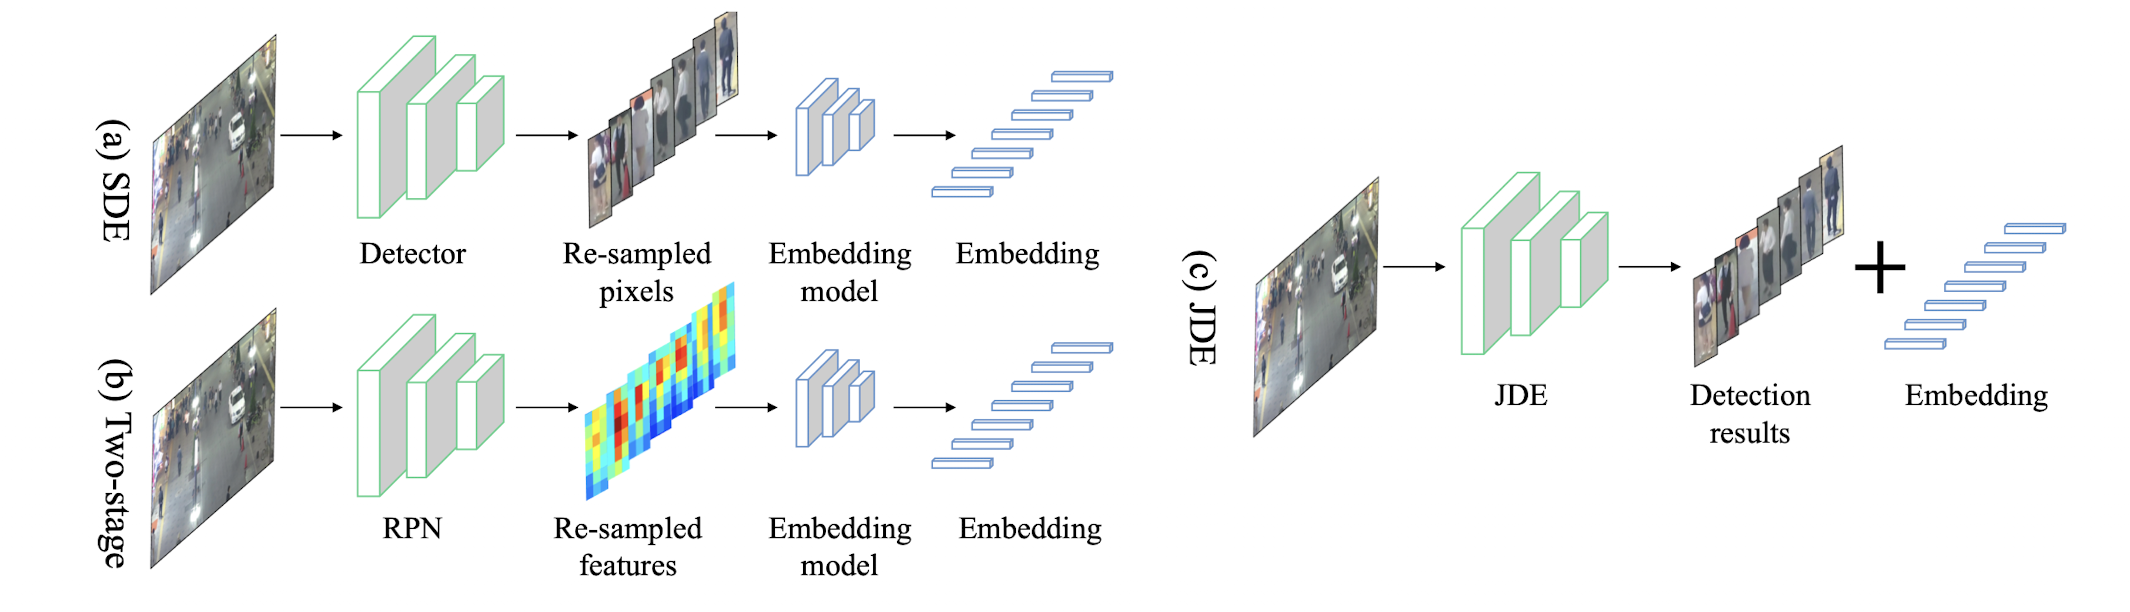 (a) SDE
Detector
Re-sampled
pixels
Embedding
model
Embedding
(b) Two-stage
RPN
Re-sampled
features
Embedding
model
Embedding
(c) JDE
JDE
+
Detection
results
Embedding